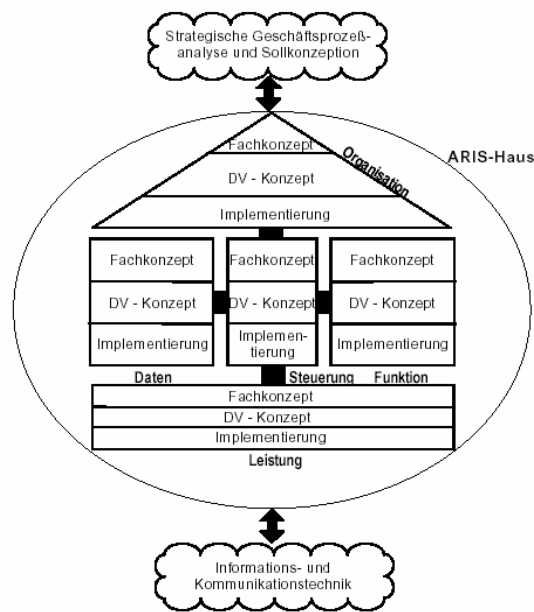 Strategische Geschäftsprozeß-
analyse und Sollkonzeption
ARIS-Haus
Organisation
Fachkonzept
DV - Konzept
Implementierung
Fachkonzept
DV - Konzept
Implementierung
Daten
Fachkonzept
DV - Konzept
Implemen-
tierung
Steuerung
Fachkonzept
DV - Konzept
Implementierung
Funktion
Fachkonzept
DV - Konzept
Implementierung
Leistung
Informations- und
Kommunikationstechnik